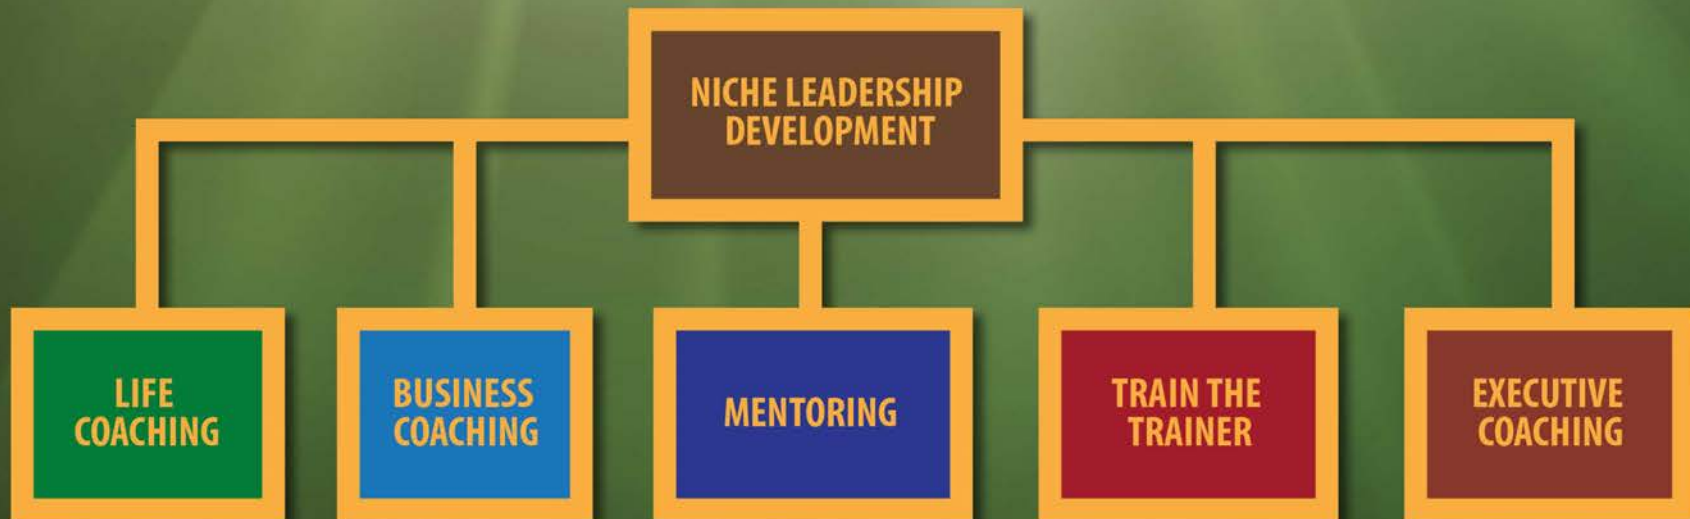 NICHE LEADERSHIP
DEVELOPMENT
LIFE
COACHING
BUSINESS
COACHING
MENTORING
TRAIN THE
TRAINER
EXECUTIVE
COACHING